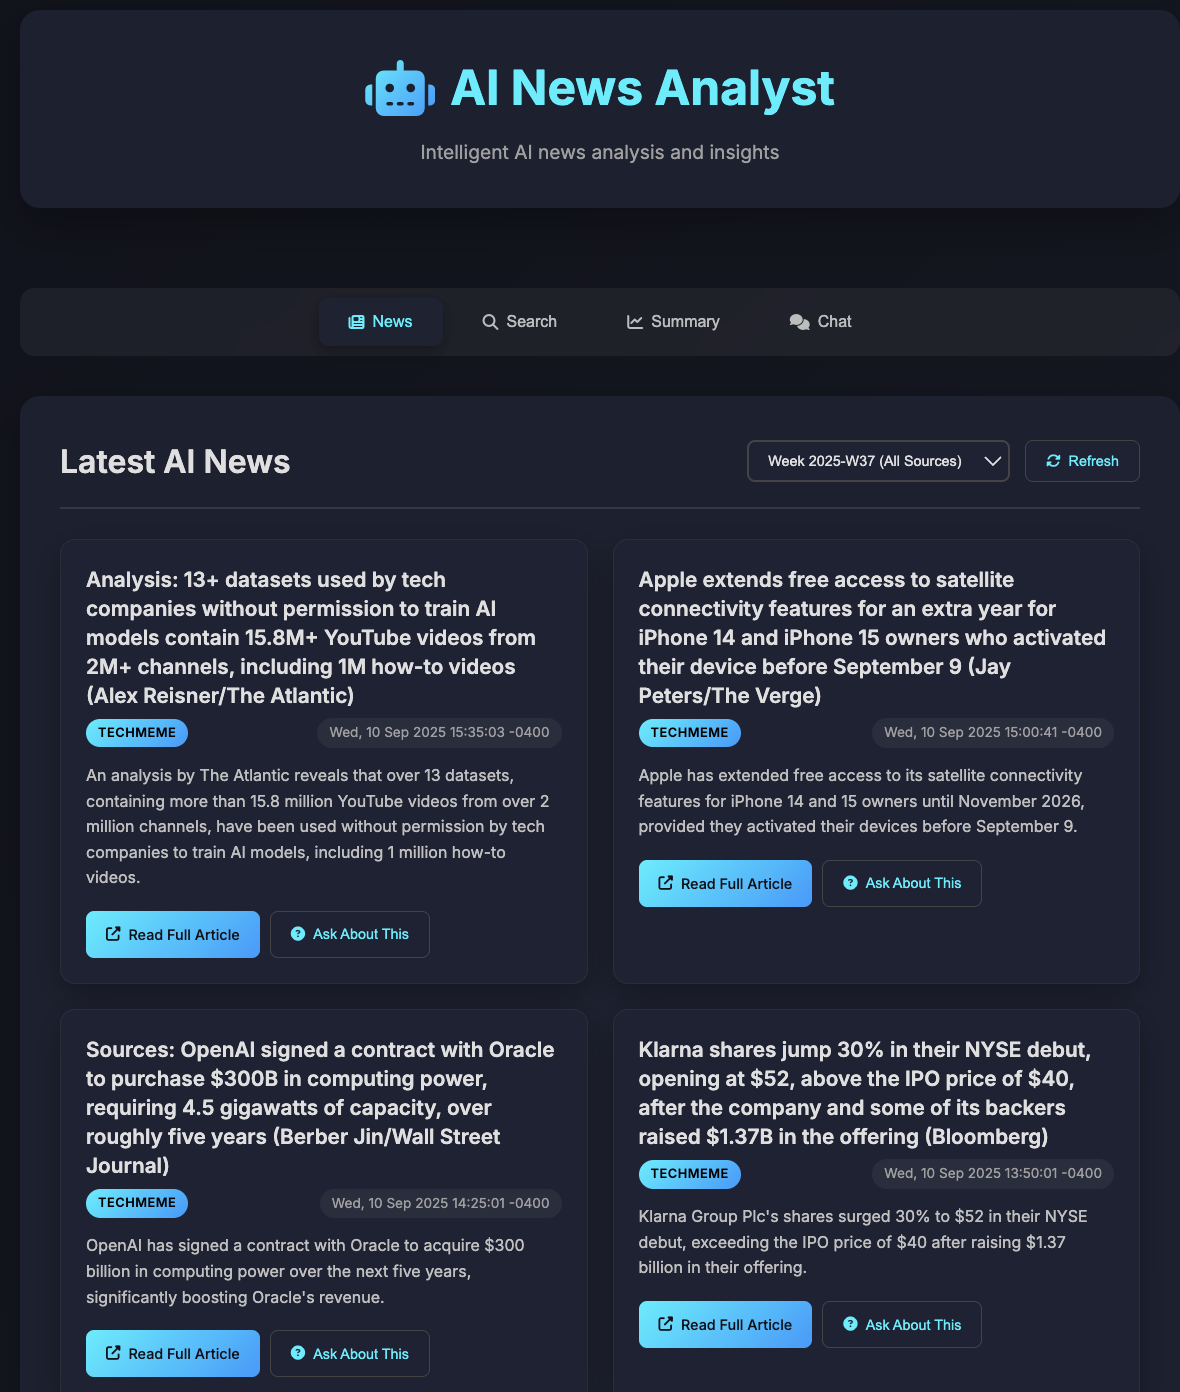 AI News Analyst
Intelligent AI news analysis and insights
News
Search
Summary
Chat
Latest AI News
Week 2025-W37 (All Sources)
Refresh
Analysis: 13+ datasets used by tech
companies without permission to train AI
models contain 15.8M+ YouTube videos from
2M+ channels, including 1M how-to videos
(Alex Reisner/The Atlantic)
TECHMEME
Wed, 10 Sep 2025 15:35:03 -0400
An analysis by The Atlantic reveals that over 13 datasets,
containing more than 15.8 million YouTube videos from over 2
million channels, have been used without permission by tech
companies to train AI models, including 1 million how-to
videos.
Read Full Article
Ask About This
Apple extends free access to satellite
connectivity features for an extra year for
iPhone 14 and iPhone 15 owners who activated
their device before September 9 (Jay
Peters/The Verge)
TECHMEME
Wed, 10 Sep 2025 15:00:41 -0400
Apple has extended free access to its satellite connectivity
features for iPhone 14 and 15 owners until November 2026,
provided they activated their devices before September 9.
Read Full Article
Ask About This
Sources: OpenAI signed a contract with Oracle
to purchase $300B in computing power,
requiring 4.5 gigawatts of capacity, over
roughly five years (Berber Jin/Wall Street
Journal)
TECHMEME
Wed, 10 Sep 2025 14:25:01 -0400
OpenAI has signed a contract with Oracle to acquire $300
billion in computing power over the next five years,
significantly boosting Oracle's revenue.
Read Full Article
Ask About This
Klarna shares jump 30% in their NYSE debut,
opening at $52, above the IPO price of $40,
after the company and some of its backers
raised $1.37B in the offering (Bloomberg)
TECHMEME
Wed, 10 Sep 2025 13:50:01 -0400
Klarna Group Plc's shares surged 30% to $52 in their NYSE
debut, exceeding the IPO price of $40 after raising $1.37
billion in their offering.
Read Full Article
Ask About This